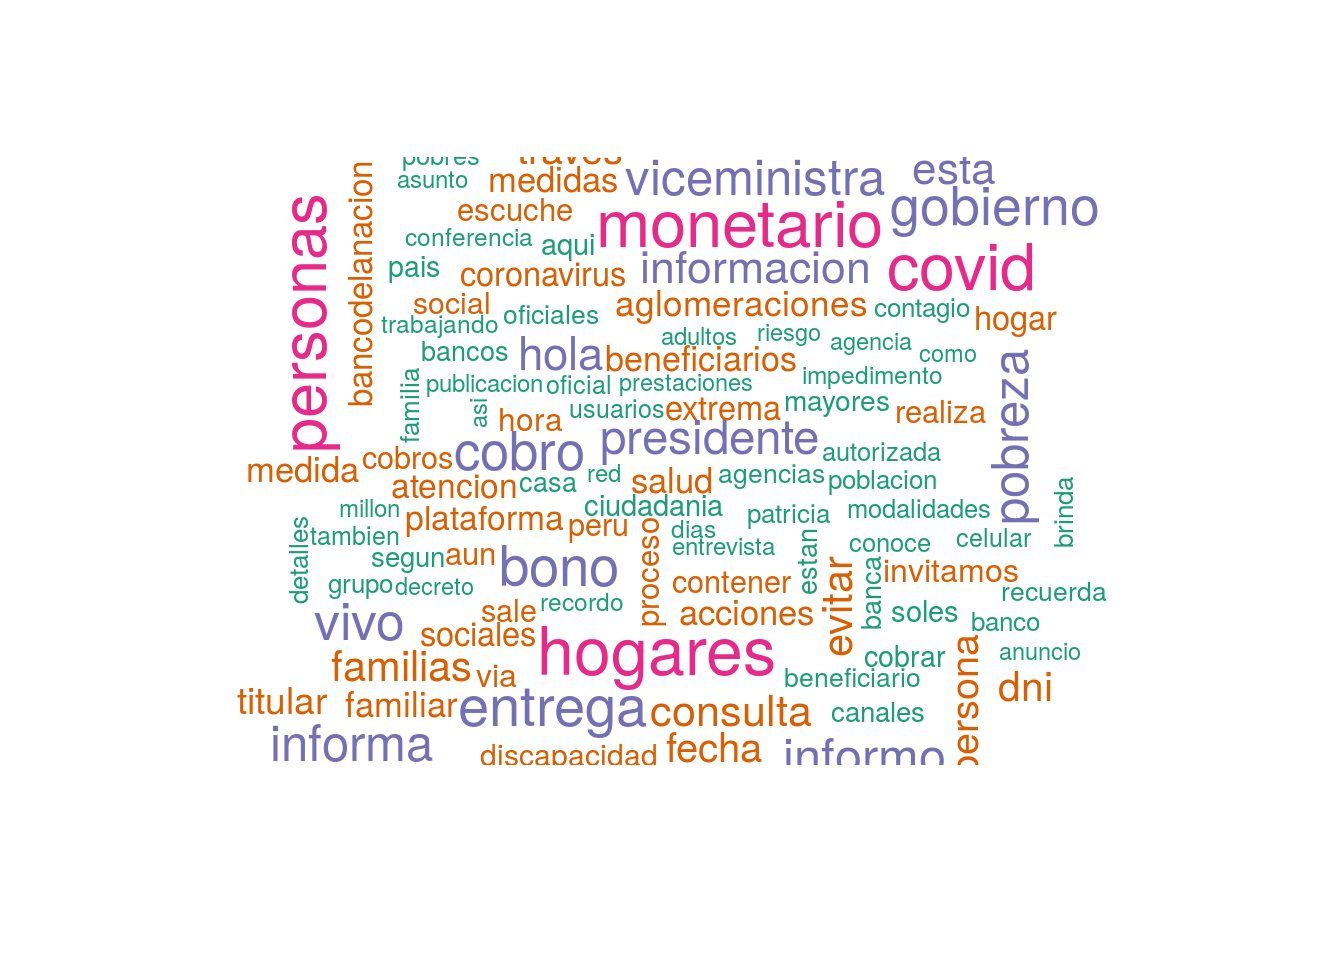 pobres
traves
asunto
medidas
viceministra
esta
personas
bancodelanacion
escuche
monetario
gobierno
conferencia
aqui
pais
coronavirus
informacion
covid
social
oficiales
aglomeraciones
contagio
hogar
trabajando
adultos
riesgo
agencia
como
bancos
hola
beneficiarios
pobreza
familia
publicacion
oficial
prestaciones
impedimento
asi
hora
usuarios
extrema
mayores
realiza
cobro
presidente
autorizada
medida
cobros
atencion
casa
red
salud
agencias
poblacion
millon
plataforma
peru
ciudadania
patricia
modalidades
brinda
detalles
tambien
proceso
dias
entrevista
estan
conoce
celular
segun
aun
bono
grupo
decreto
contener
evitar
banca
invitamos
recuerda
vivo
sale
recordo
acciones
soles
banco
sociales
hogares
cobrar
persona
anuncio
familias
via
beneficiario
dni
titular
familiar
entrega
consulta
canales
informa
discapacidad
fecha
informo